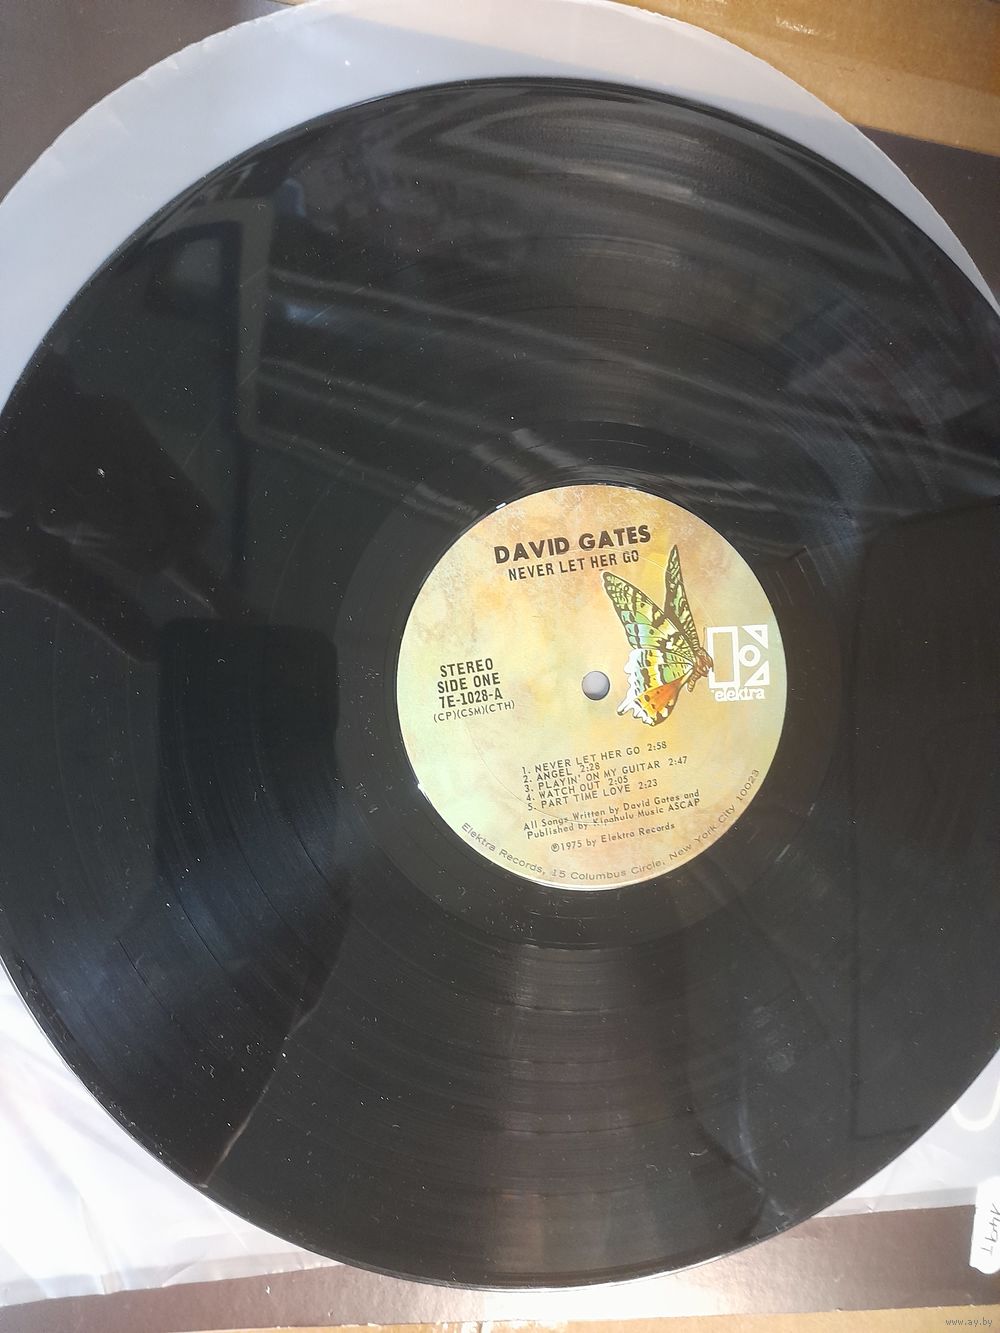 DAVID GATES
NEVER LET HER GO
elektra
STEREO
SIDE ONE
7E-1028-A
(CP)(CSM)(CTH)
1. NEVER LET HER GO 2:58
2. ANGEL 2:28
3. PLAYIN' ON MY GUITAR 2:47
4. WATCH OUT 2:05
5. PART TIME LOVE 2:23
All Songs Written by David Gates and
Published by Kipahulu Music ASCAP
℗1975 by Elektra Records
Elektra Records, 15 Columbus Circle, New York City 10023
www.ay.by